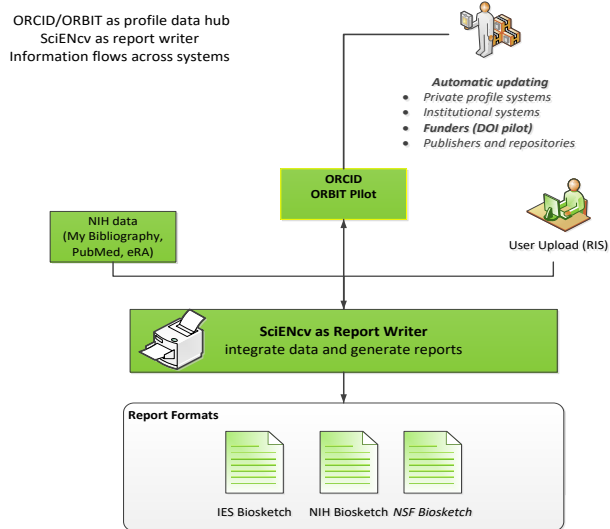 ORCID/ORBIT as profile data hub
SciENcv as report writer
Information flows across systems
Automatic updating
• Private profile systems
• Institutional systems
• Funders (DOI pilot)
• Publishers and repositories
ORCID
ORBIT PIlot
NIH data
(My Bibliography,
PubMed, eRA)
User Upload (RIS)
SciENcv as Report Writer
integrate data and generate reports
Report Formats
IES Biosketch
NIH Biosketch
NSF Biosketch